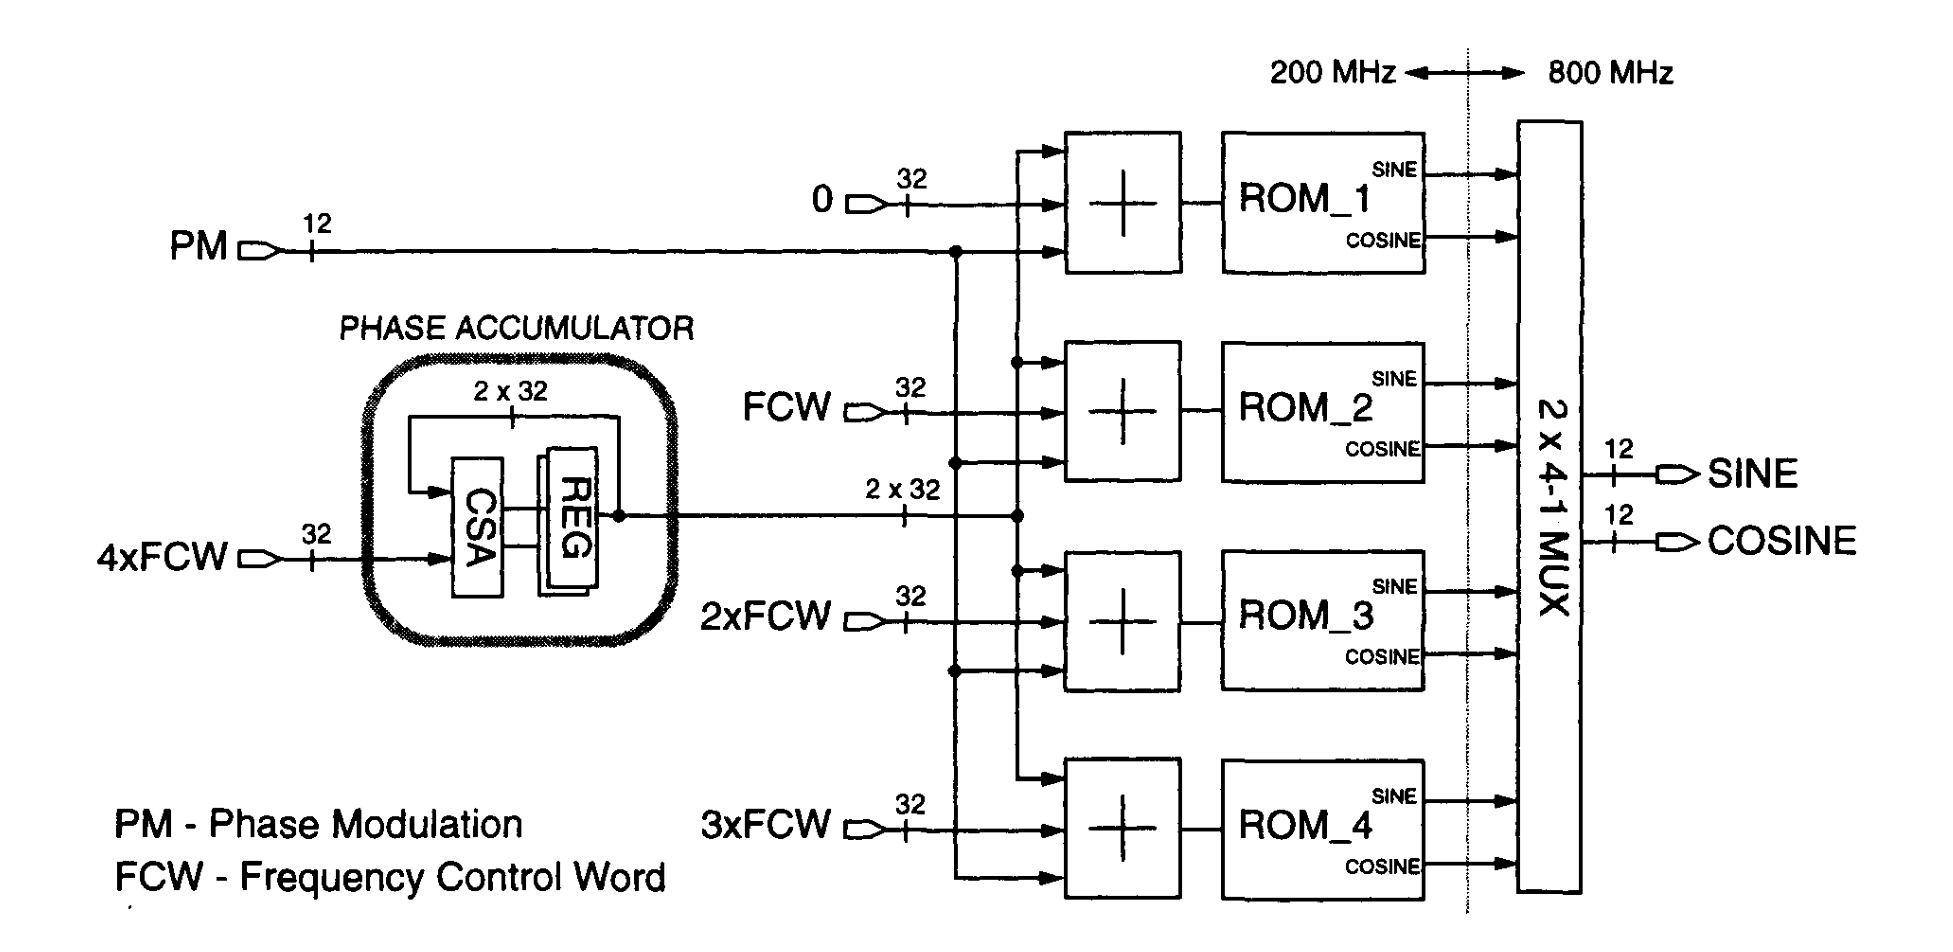 200 MHz 800 MHz
SINE
0 32 ROM_1
12
PM COSINE
PHASE ACCUMULATOR
2 x 32 SINE
FCW 32 ROM_2
COSINE
2 x 4-1 MUX
12 SINE
CSA REG
2 x 32
12 COSINE
4xFCW 32
SINE
2xFCW 32 ROM_3
COSINE
SINE
3xFCW 32 ROM_4
COSINE
PM - Phase Modulation
FCW - Frequency Control Word